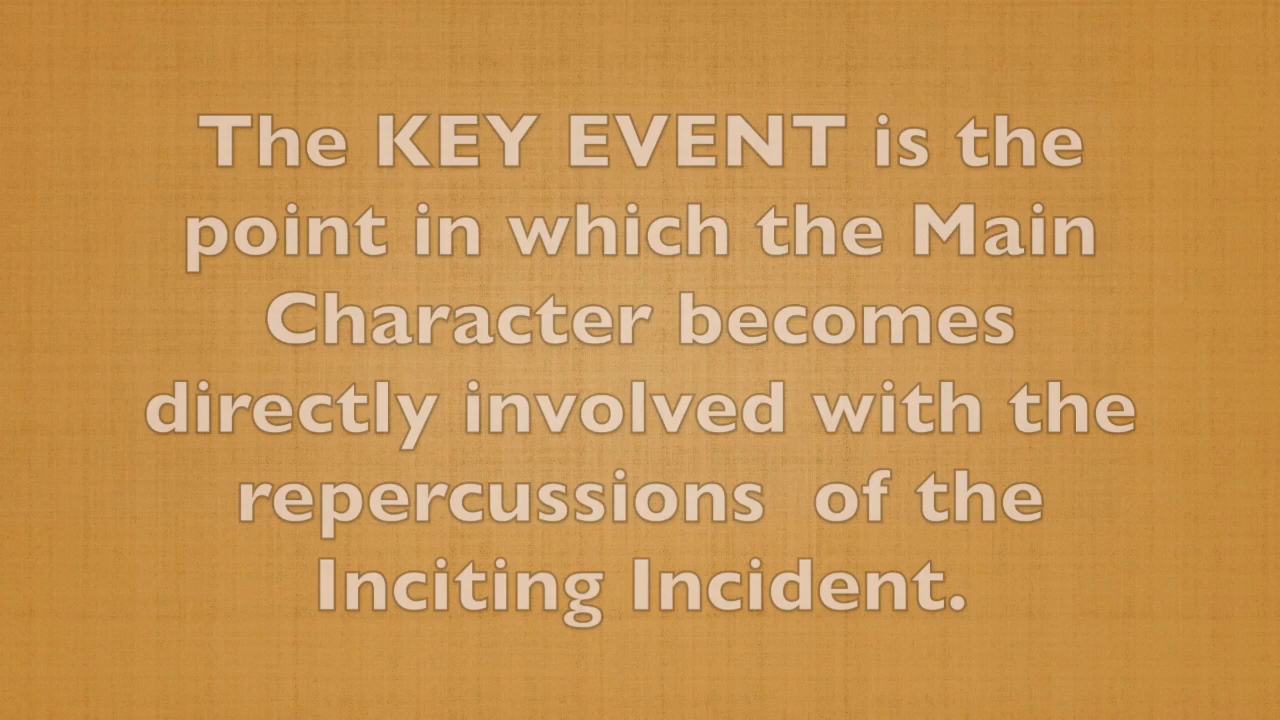 The KEY EVENT is the
point in which the Main
Character becomes
directly involved with the
repercussions  of the
Inciting Incident.